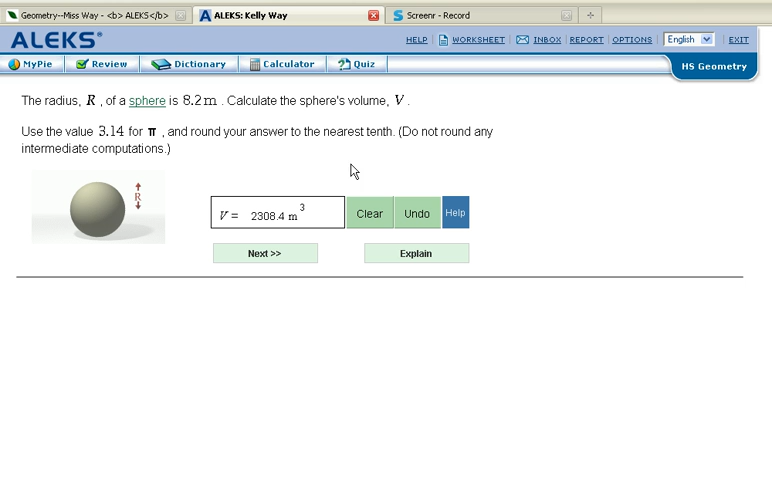 Geometry--Miss Way - <b> ALEKS</b>
ALEKS: Kelly Way
Screenr - Record
ALEKS®
HELP
WORKSHEET
INBOX
REPORT
OPTIONS
English
EXIT
MyPie
Review
Dictionary
Calculator
Quiz
HS Geometry
The radius, R , of a sphere is 8.2 m . Calculate the sphere's volume, V .
Use the value 3.14 for π , and round your answer to the nearest tenth. (Do not round any
intermediate computations.)
R
V = 2308.4 m³
Clear
Undo
Help
Next >>
Explain